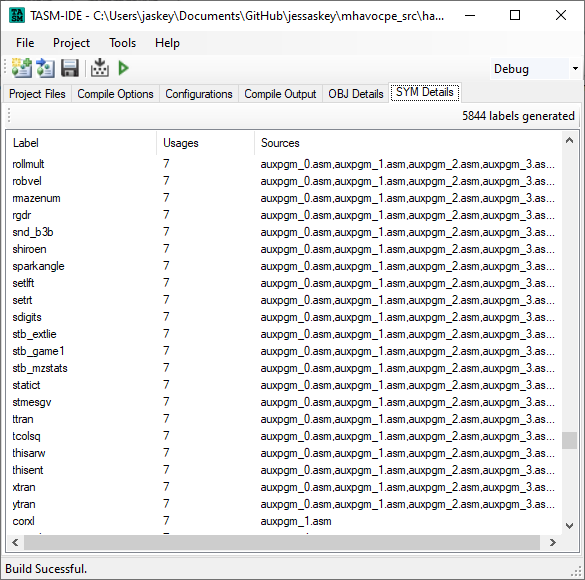 TASM-IDE - C:\Users\jaskey\Documents\GitHub\jessaskey\mhavocpe_src\ha...
File Project Tools Help
Debug
Project Files Compile Options Configurations Compile Output OBJ Details SYM Details
5844 labels generated
Label Usages Sources
rollmult 7 auxpgm_0.asm,auxpgm_1.asm,auxpgm_2.asm,auxpgm_3.as...
robvel 7 auxpgm_0.asm,auxpgm_1.asm,auxpgm_2.asm,auxpgm_3.as...
rmazenum 7 auxpgm_0.asm,auxpgm_1.asm,auxpgm_2.asm,auxpgm_3.as...
rgdr 7 auxpgm_0.asm,auxpgm_1.asm,auxpgm_2.asm,auxpgm_3.as...
snd_b3b 7 auxpgm_0.asm,auxpgm_1.asm,auxpgm_2.asm,auxpgm_3.as...
shiroen 7 auxpgm_0.asm,auxpgm_1.asm,auxpgm_2.asm,auxpgm_3.as...
sparkangle 7 auxpgm_0.asm,auxpgm_1.asm,auxpgm_2.asm,auxpgm_3.as...
setlft 7 auxpgm_0.asm,auxpgm_1.asm,auxpgm_2.asm,auxpgm_3.as...
setrt 7 auxpgm_0.asm,auxpgm_1.asm,auxpgm_2.asm,auxpgm_3.as...
sdigits 7 auxpgm_0.asm,auxpgm_1.asm,auxpgm_2.asm,auxpgm_3.as...
stb_extlie 7 auxpgm_0.asm,auxpgm_1.asm,auxpgm_2.asm,auxpgm_3.as...
stb_game1 7 auxpgm_0.asm,auxpgm_1.asm,auxpgm_2.asm,auxpgm_3.as...
stb_mzstats 7 auxpgm_0.asm,auxpgm_1.asm,auxpgm_2.asm,auxpgm_3.as...
statict 7 auxpgm_0.asm,auxpgm_1.asm,auxpgm_2.asm,auxpgm_3.as...
stmesgv 7 auxpgm_0.asm,auxpgm_1.asm,auxpgm_2.asm,auxpgm_3.as...
ttran 7 auxpgm_0.asm,auxpgm_1.asm,auxpgm_2.asm,auxpgm_3.as...
tcolsq 7 auxpgm_0.asm,auxpgm_1.asm,auxpgm_2.asm,auxpgm_3.as...
thisarw 7 auxpgm_0.asm,auxpgm_1.asm,auxpgm_2.asm,auxpgm_3.as...
thisent 7 auxpgm_0.asm,auxpgm_1.asm,auxpgm_2.asm,auxpgm_3.as...
xtran 7 auxpgm_0.asm,auxpgm_1.asm,auxpgm_2.asm,auxpgm_3.as...
ytran 7 auxpgm_0.asm,auxpgm_1.asm,auxpgm_2.asm,auxpgm_3.as...
corxl 7 auxpgm_1.asm
Build Sucessful.